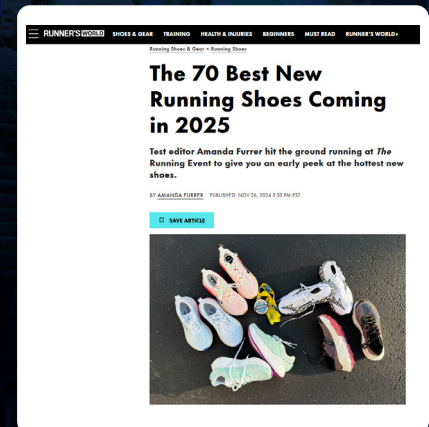 RUNNER'S WORLD SHOES & GEAR TRAINING HEALTH & INJURIES BEGINNERS MUST READ RUNNER'S WORLD+
Running Shoes & Gear > Running Shoes
The 70 Best New
Running Shoes Coming
in 2025
Test editor Amanda Furrer hit the ground running at The
Running Event to give you an early peek at the hottest new
shoes.
BY AMANDA FURRER PUBLISHED: NOV 26, 2024 3:33 PM EST
SAVE ARTICLE